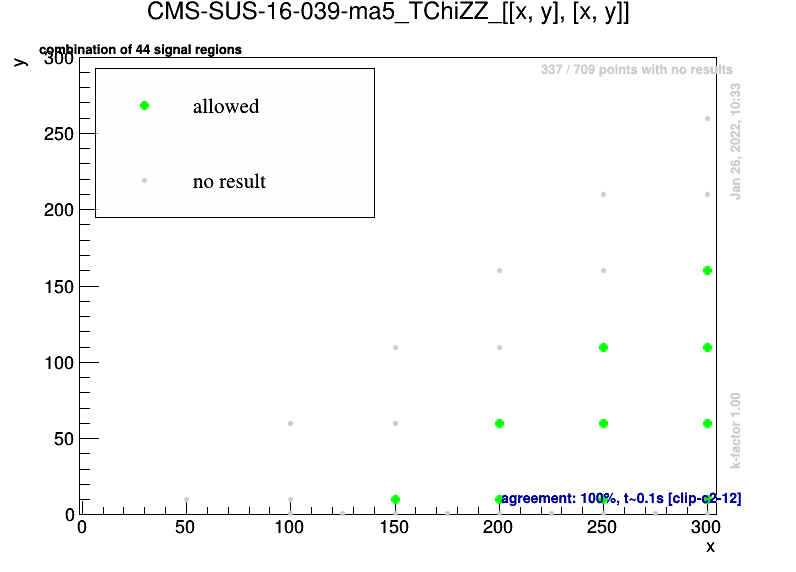 CMS-SUS-16-039-ma5_TChiZZ_[[x, y], [x, y]]
combination of 44 signal regions
337 / 709 points with no results
Jan 26, 2022, 10:33
k-factor 1.00
allowed
no result
y
300
250
200
150
100
50
0
agreement: 100%, t~0.1s [clip-c2-12]
0 50 100 150 200 250 300
x